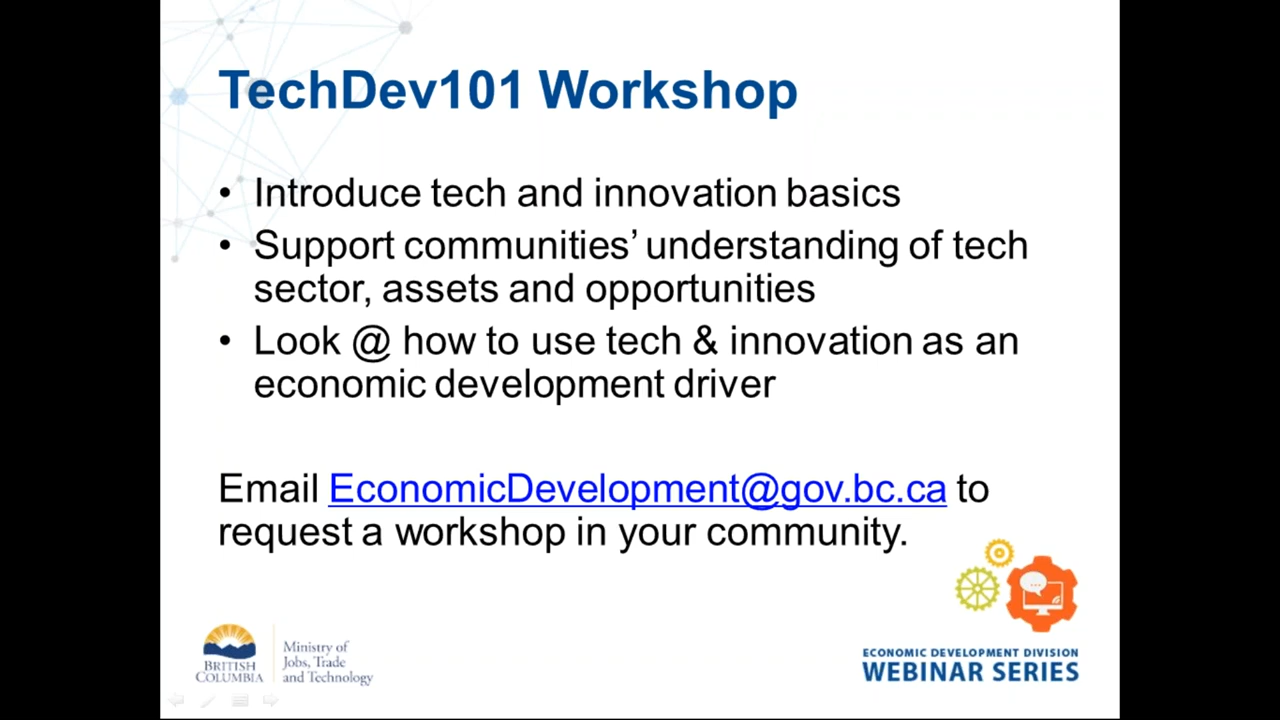 TechDev101 Workshop
• Introduce tech and innovation basics
• Support communities’ understanding of tech
sector, assets and opportunities
• Look @ how to use tech & innovation as an
economic development driver
Email EconomicDevelopment@gov.bc.ca to
request a workshop in your community.
BRITISH
COLUMBIA
Ministry of
Jobs, Trade
and Technology
ECONOMIC DEVELOPMENT DIVISION
WEBINAR SERIES